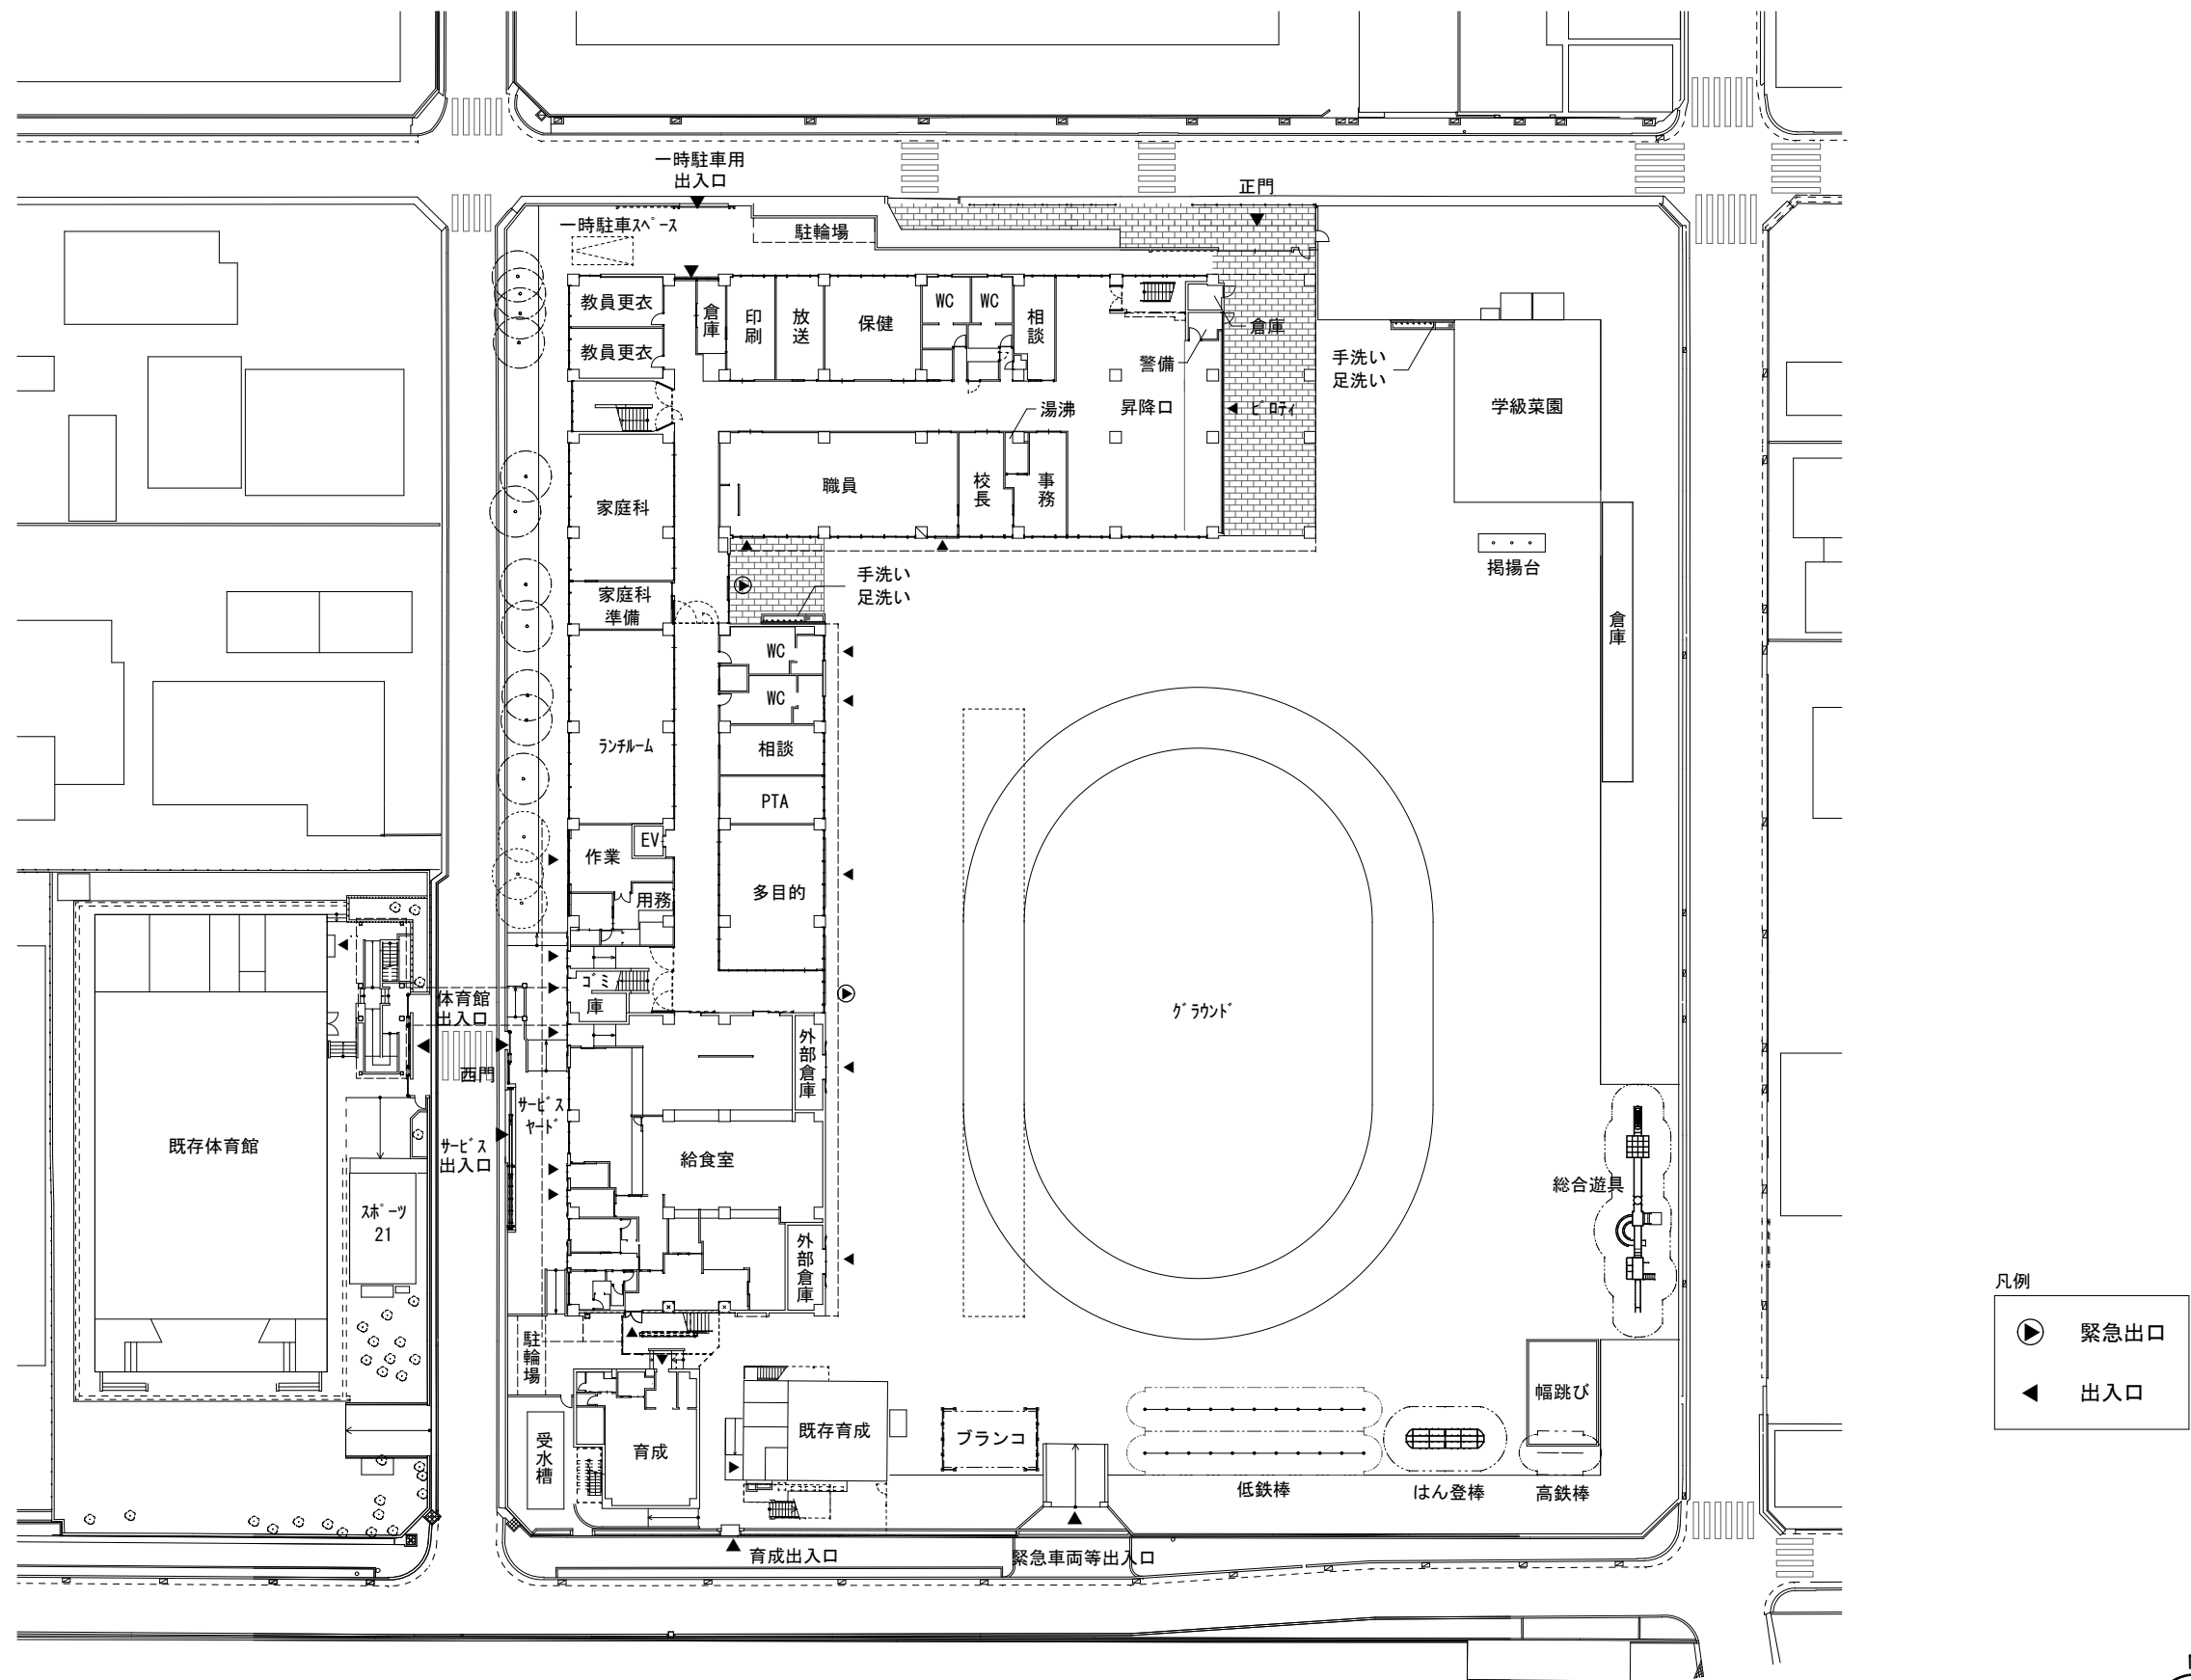 一時駐車用
出入口
正門
一時駐車ｽﾍﾟｰｽ
駐輪場
教員更衣
教員更衣
倉庫
印刷
放送
保健
WC
WC
相談
倉庫
警備
手洗い
足洗い
学級菜園
湯沸
昇降口
ﾋﾟﾛﾃｨ
家庭科
職員
校長
事務
掲揚台
家庭科
準備
手洗い
足洗い
倉庫
WC
WC
ﾗﾝﾁﾙｰﾑ
相談
PTA
EV
作業
用務
多目的
ｺﾞﾐ
庫
体育館
出入口
ｸﾞﾗｳﾝﾄﾞ
西門
外部倉庫
ｻｰﾋﾞｽ
ﾔｰﾄﾞ
既存体育館
ｻｰﾋﾞｽ
出入口
給食室
総合遊具
ｽﾎﾟｰﾂ
21
外部倉庫
凡例
緊急出口
出入口
駐輪場
幅跳び
受水槽
育成
既存育成
ブランコ
低鉄棒
はん登棒
高鉄棒
育成出入口
緊急車両等出入口